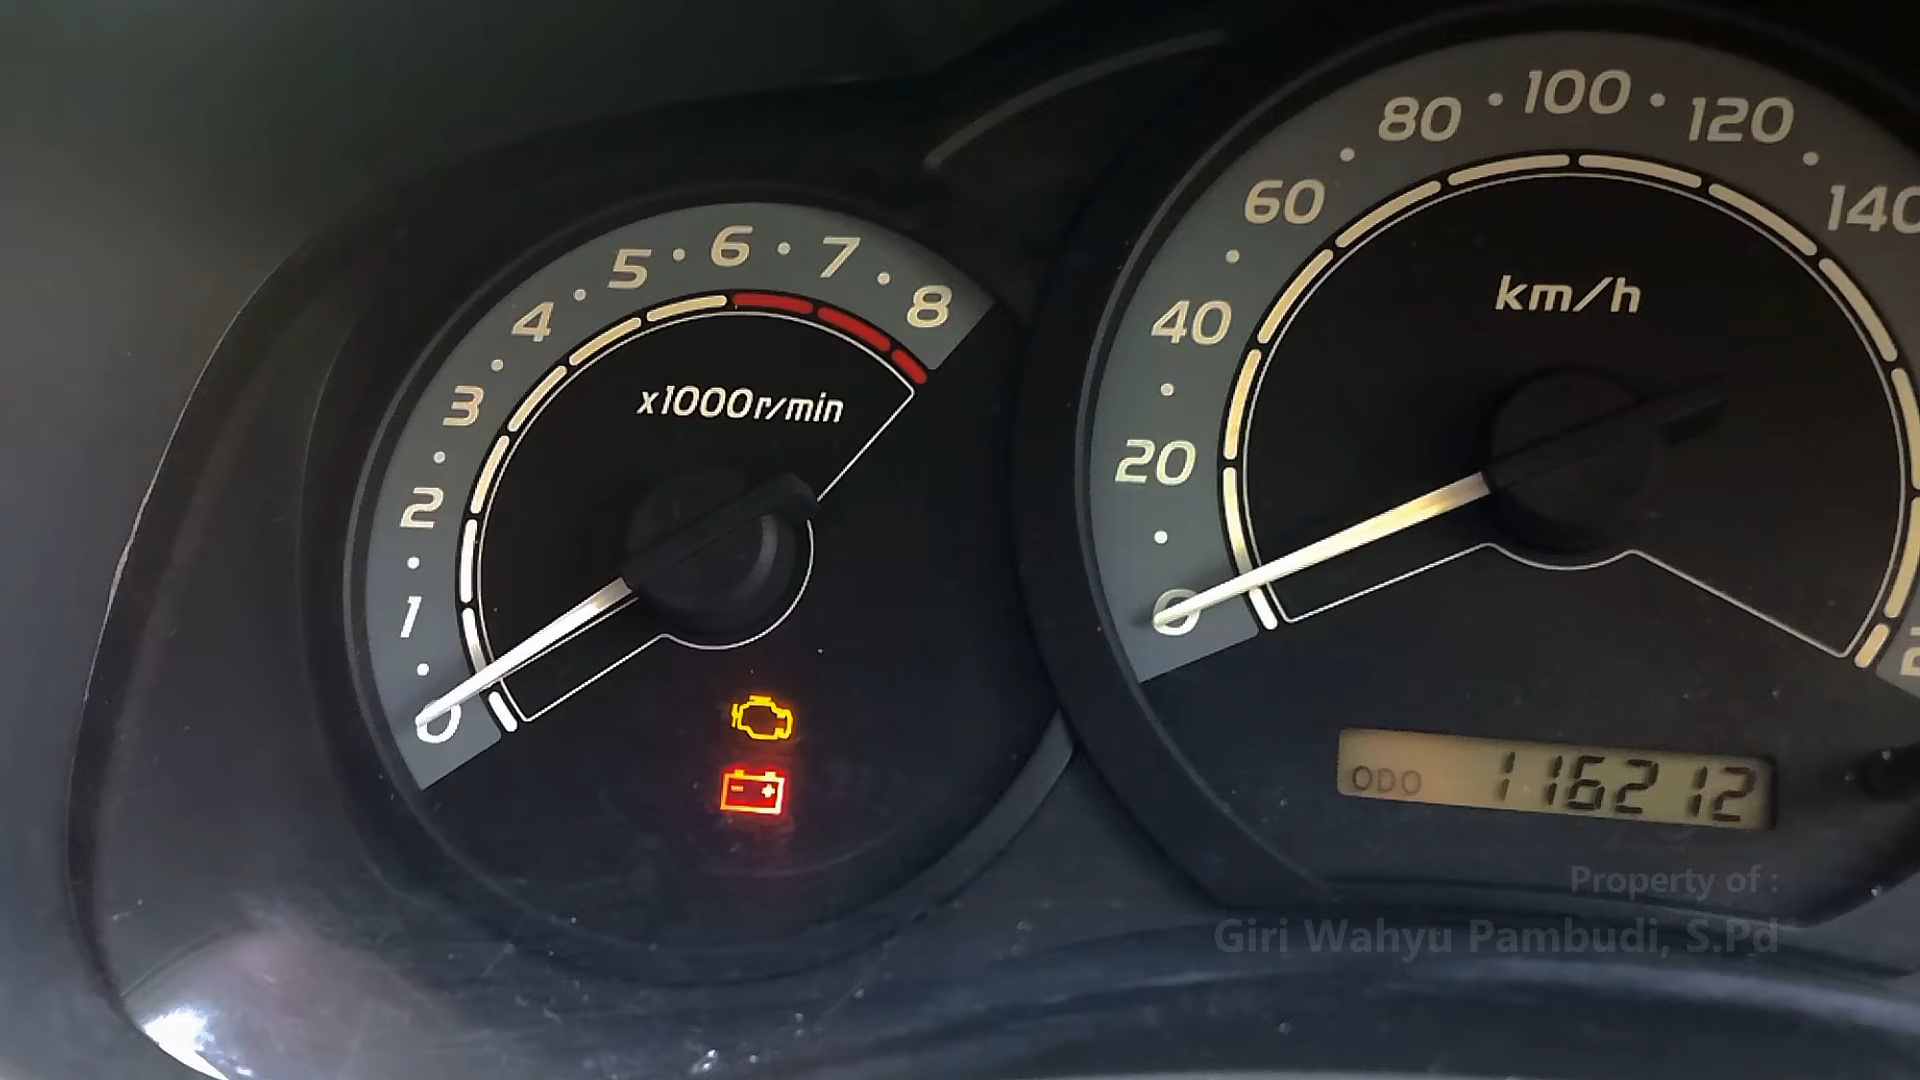 0 1 2 3 4 5 6 7 8
x1000r/min
0 20 40 60 80 100 120 140
km/h
ODO 116212
Property of :
Giri Wahyu Pambudi, S.Pd